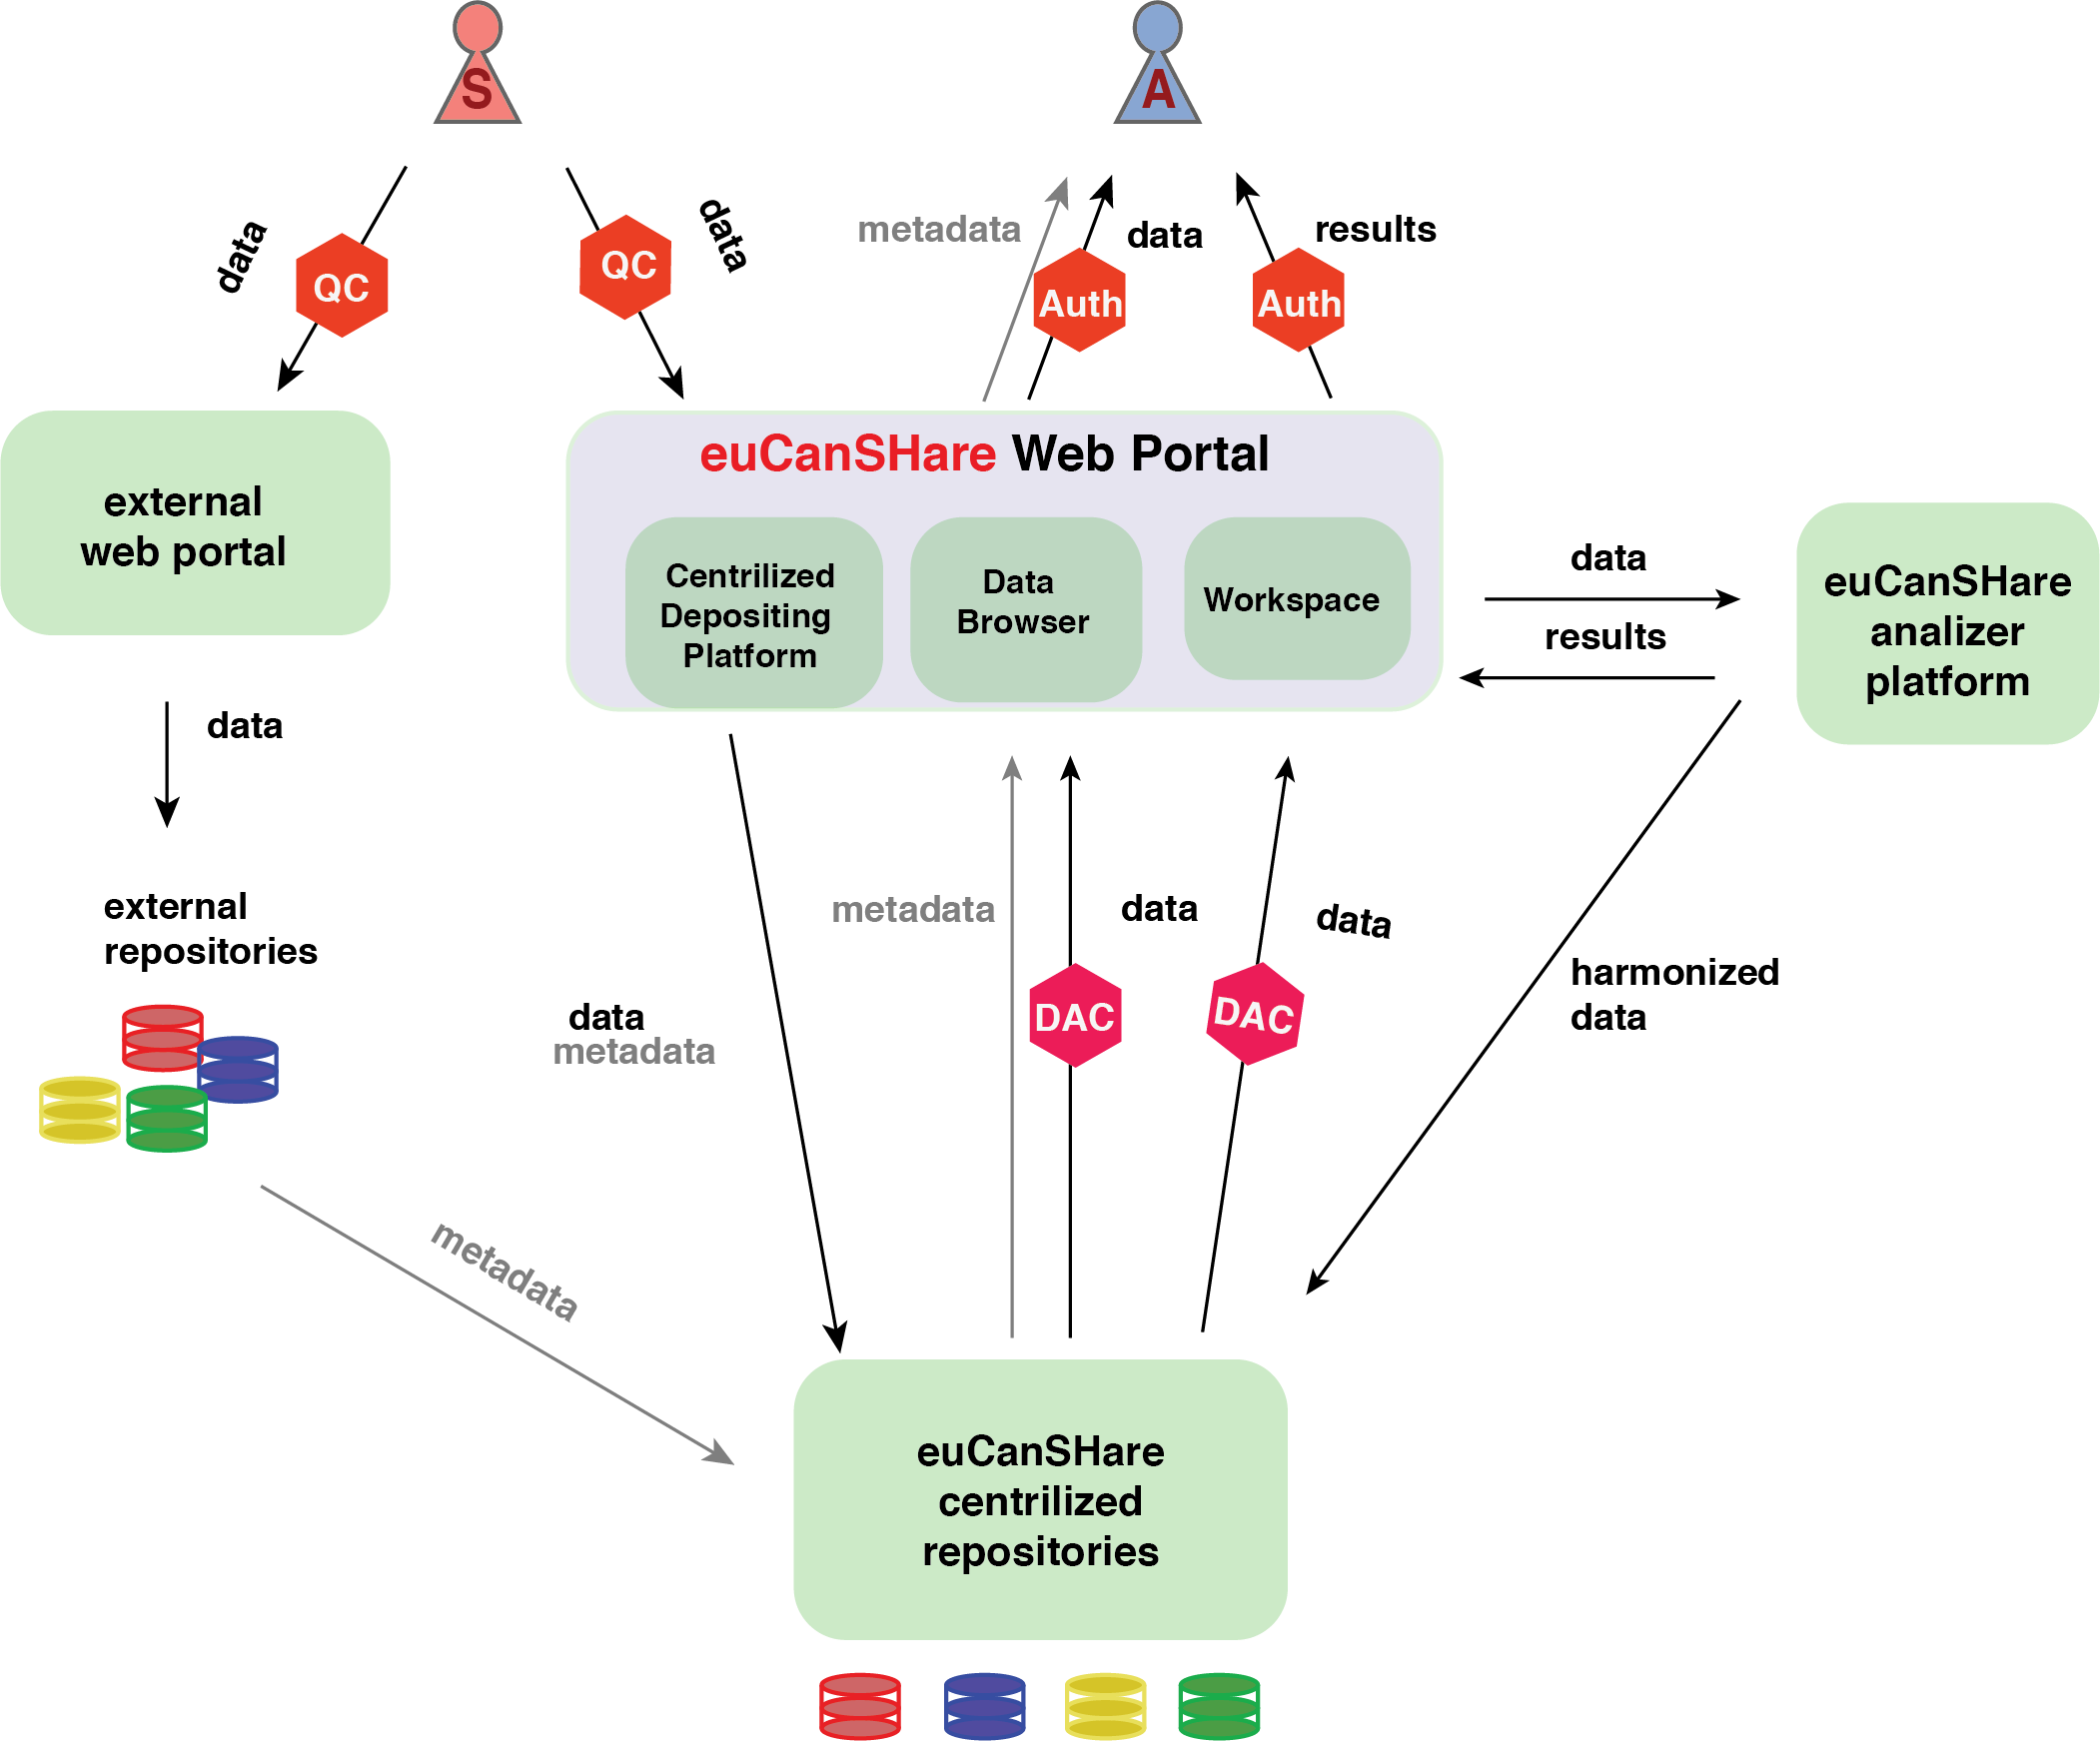 S
A
data
QC
QC
data
metadata
data
results
Auth
Auth
external
web portal
euCanSHare Web Portal
Centrilized
Depositing
Platform
Data
Browser
Workspace
data
results
euCanSHare
analizer
platform
data
external
repositories
data
metadata
metadata
data
data
DAC
DAC
harmonized
data
metadata
euCanSHare
centrilized
repositories